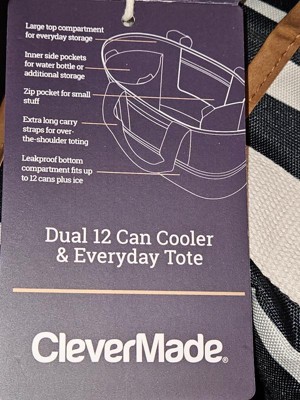 Large top compartment
for everyday storage
Inner side pockets
for water bottle or
additional storage
Zip pocket for small
stuff
Extra long carry
straps for over-
the-shoulder toting
Leakproof bottom
compartment fits up
to 12 cans plus ice
Dual 12 Can Cooler
& Everyday Tote
CleverMade®